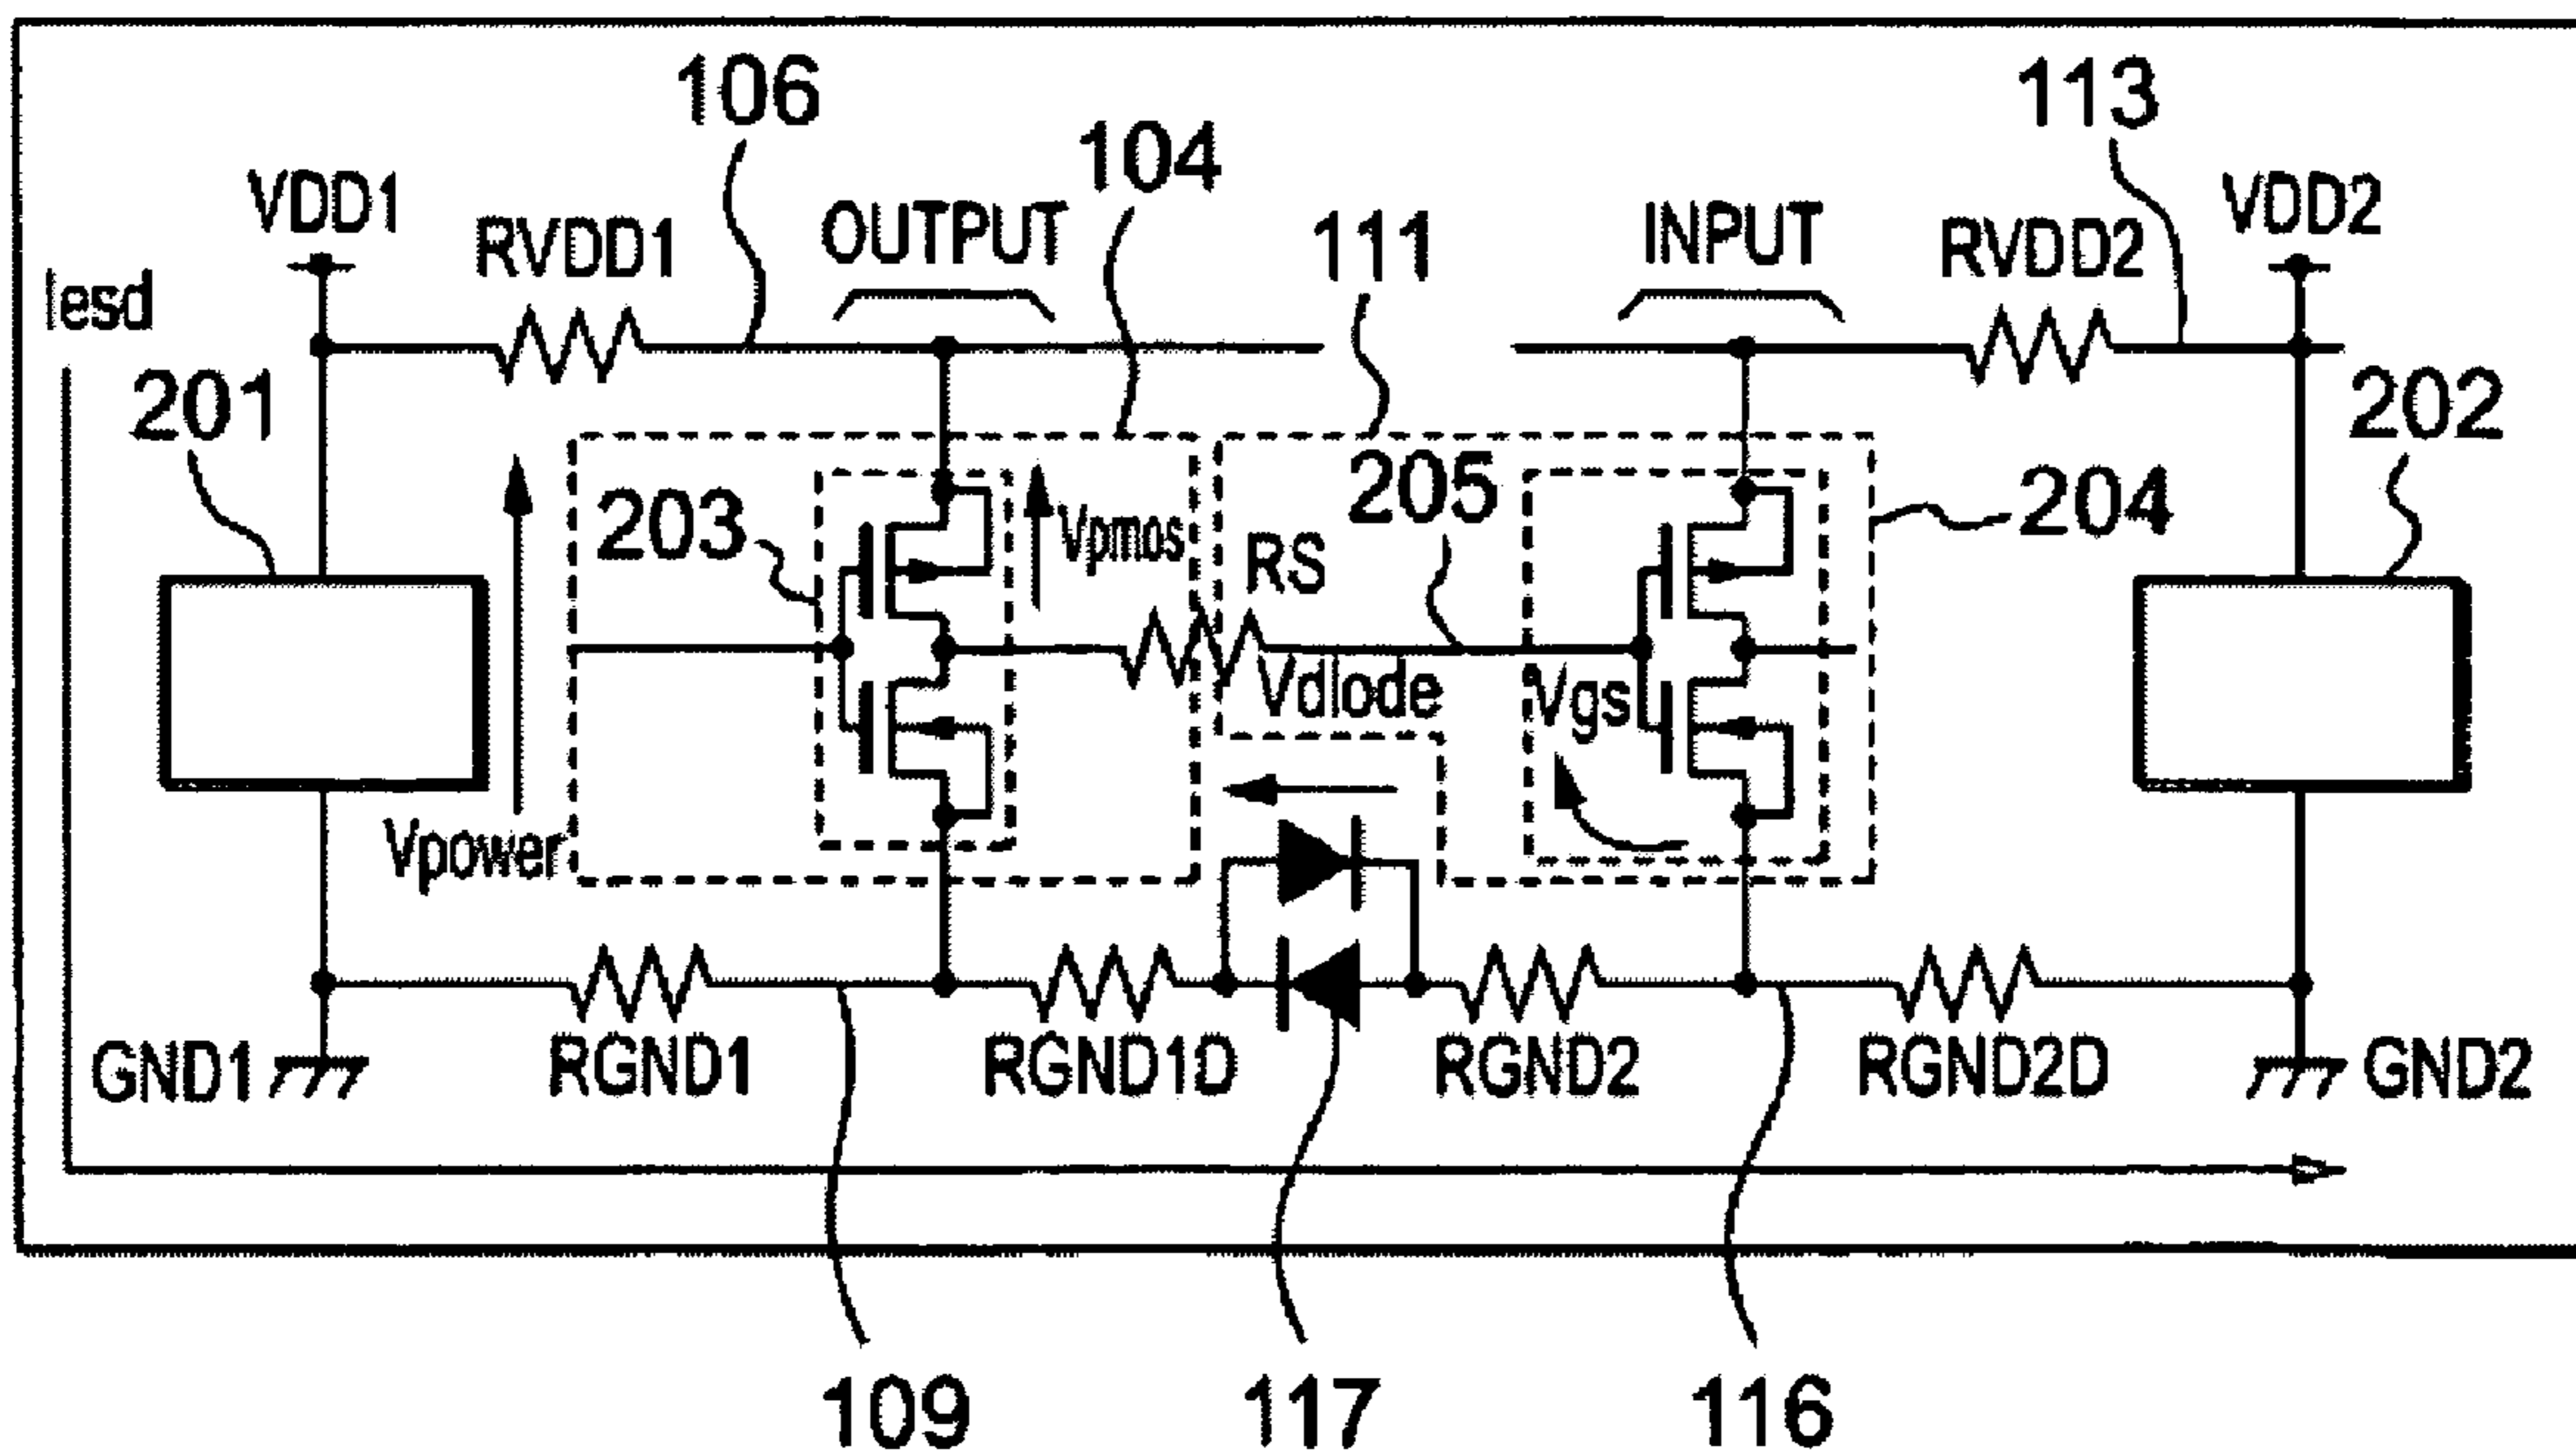 106
113
104
VDD1
VDD2
RVDD1
OUTPUT
111
INPUT
RVDD2
Iesd
201
202
203
Vpmos
205
204
RS
Vdiode
Vgs
Vpower
GND1
RGND1
RGND1D
RGND2
RGND2D
GND2
109
117
116